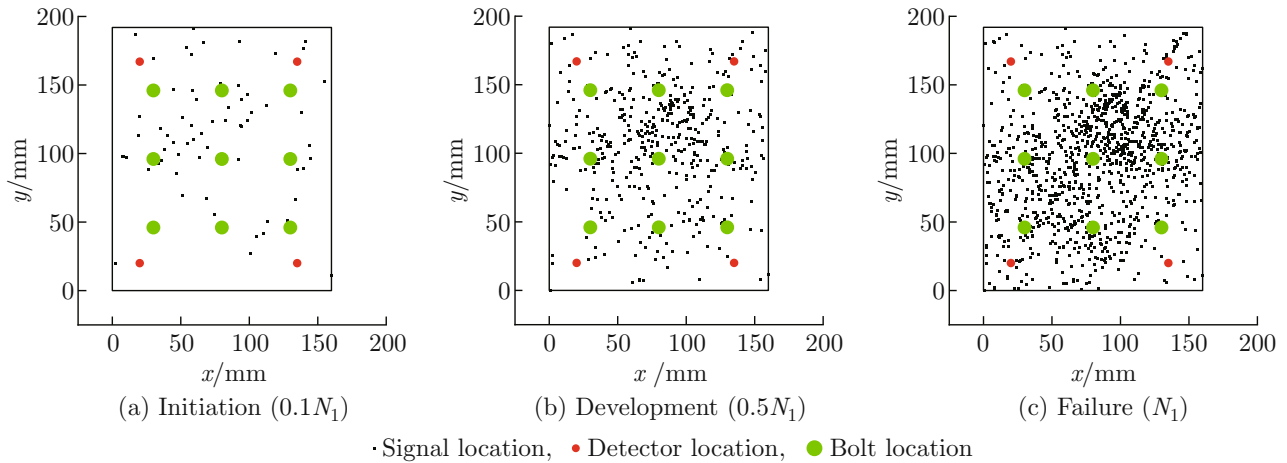 200
150
100
50
0
y/mm
0 50 100 150 200
x/mm
(a) Initiation (0.1N₁)
200
150
100
50
0
y/mm
0 50 100 150 200
x /mm
(b) Development (0.5N₁)
200
150
100
50
0
y/mm
0 50 100 150 200
x/mm
(c) Failure (N₁)
Signal location, Detector location, Bolt location